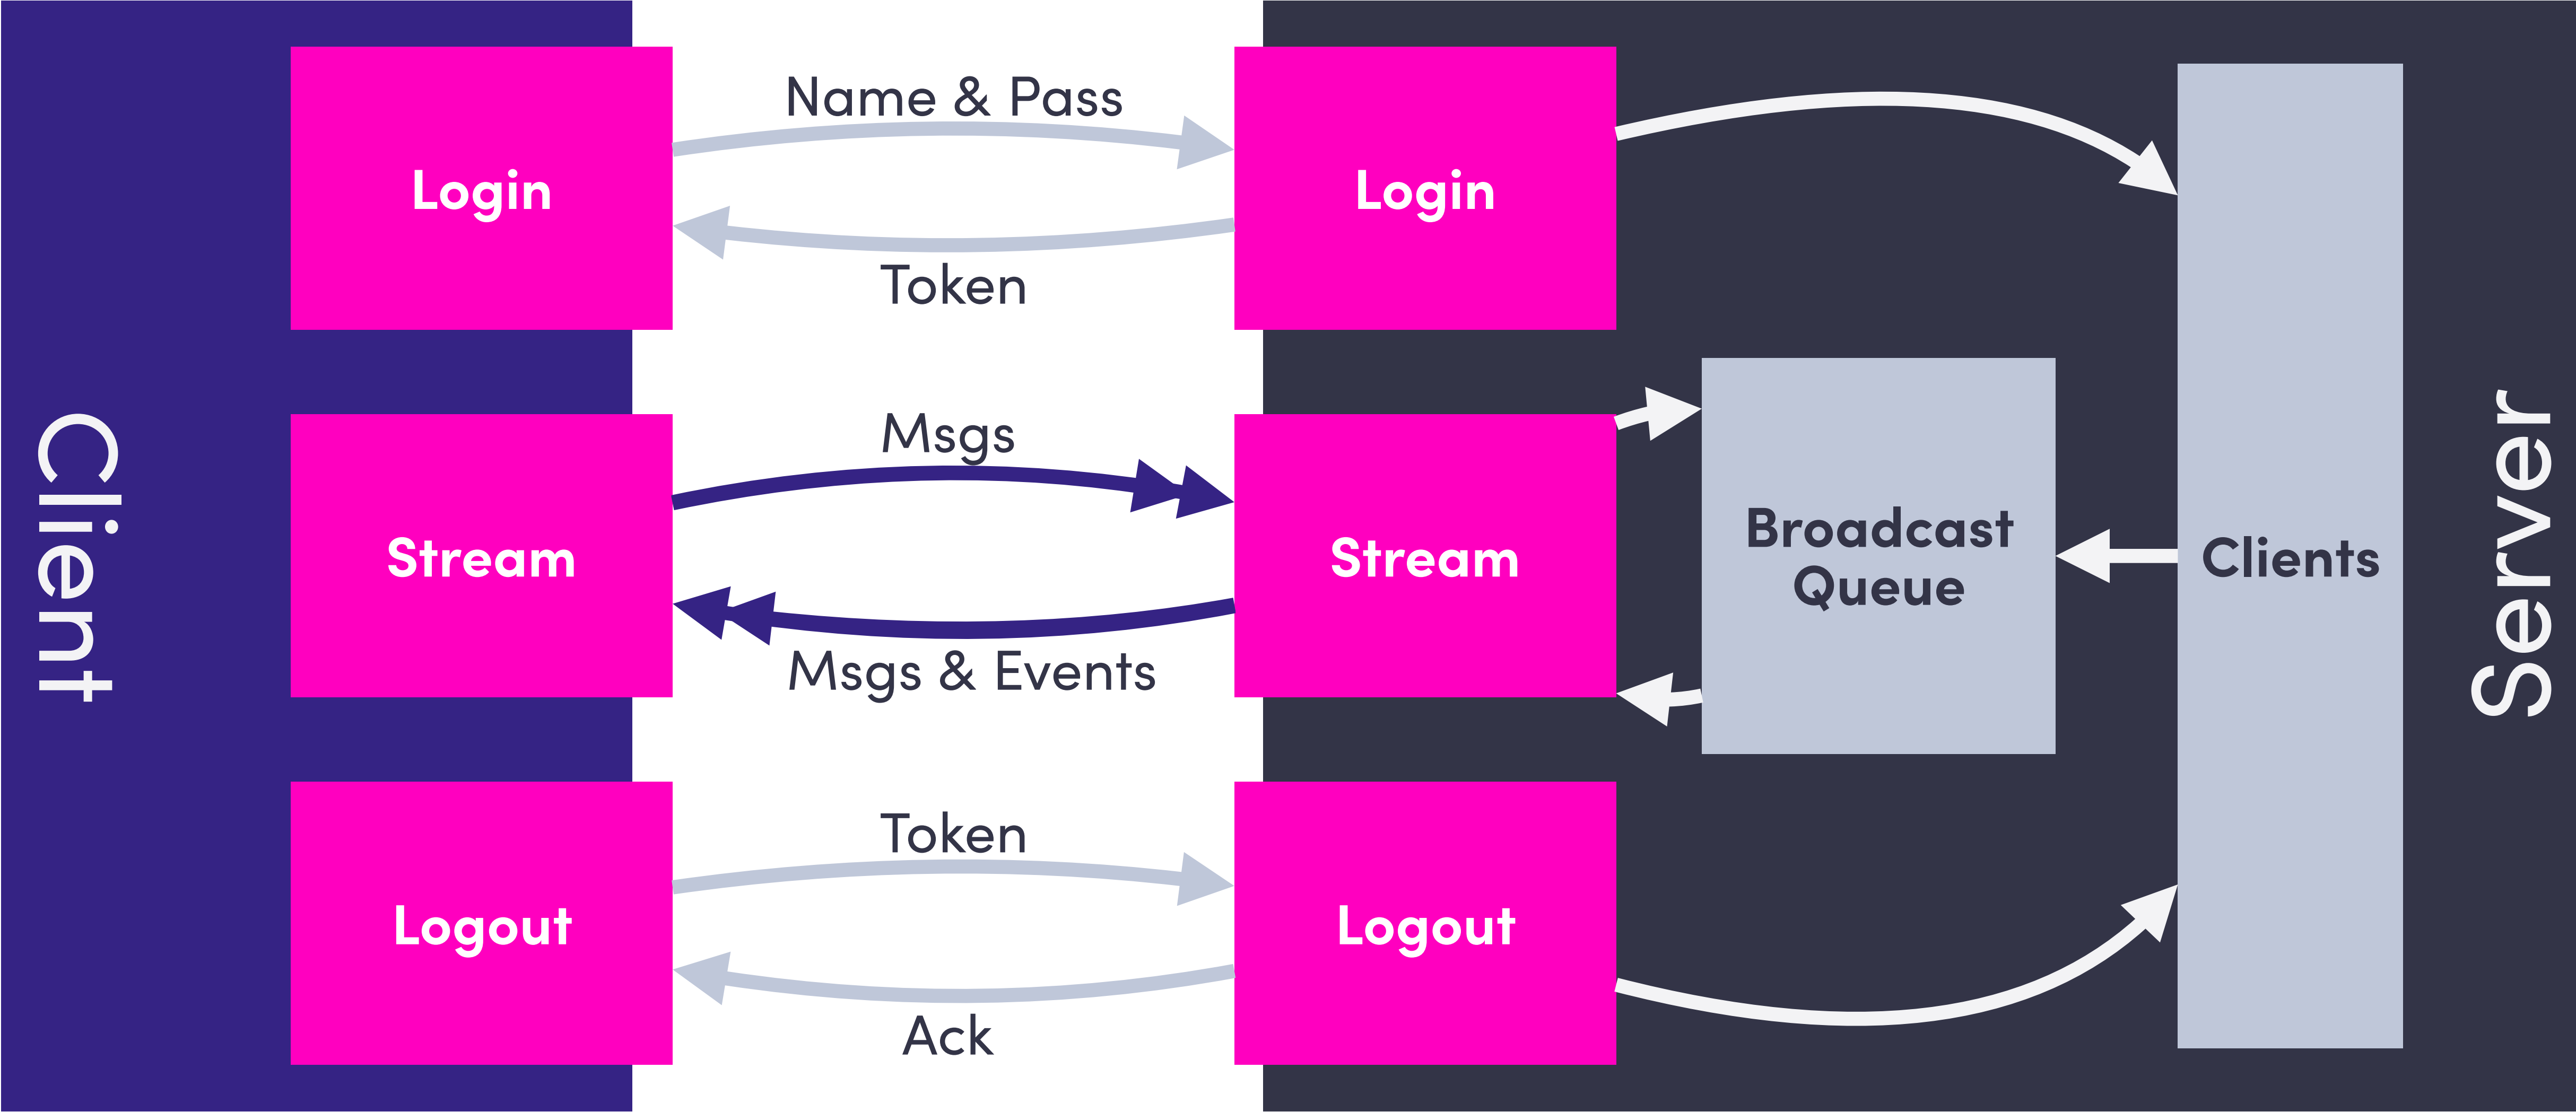 Client
Login
Name & Pass
Token
Login
Stream
Msgs
Msgs & Events
Stream
Broadcast
Queue
Clients
Logout
Token
Ack
Logout
Server